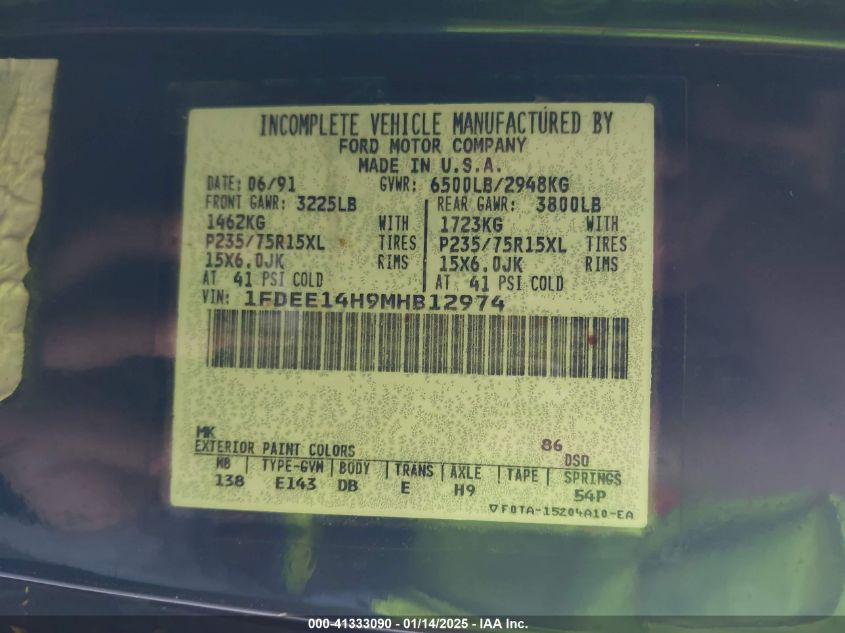 INCOMPLETE VEHICLE MANUFACTURED BY
FORD MOTOR COMPANY
MADE IN U.S.A.
DATE: 06/91 GVWR: 6500LB/2948KG
FRONT GAWR: 3225LB REAR GAWR: 3800LB
1462KG WITH 1723KG WITH
P235/75R15XL TIRES P235/75R15XL TIRES
15X6.0JK RIMS 15X6.0JK RIMS
AT 41 PSI COLD AT 41 PSI COLD
VIN: 1FDEE14H9MHB12974
MK 86
EXTERIOR PAINT COLORS DSO
WB TYPE-GVW BODY TRANS AXLE TAPE SPRINGS
138 E143 DB E H9 54P
▽F0TA-15204A10-EA
000-41333090 - 01/14/2025 - IAA Inc.